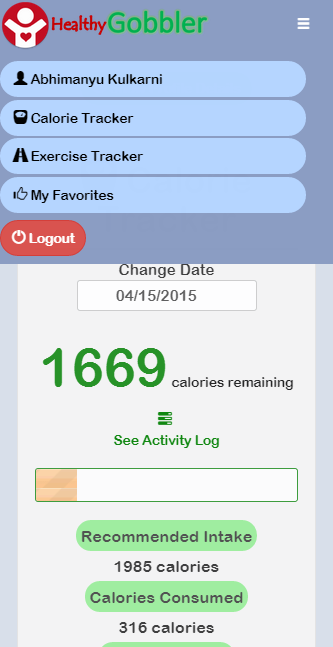 HealthyGobbler
Abhimanyu Kulkarni
Calorie Tracker
Exercise Tracker
My Favorites
Logout
Change Date
04/15/2015
1669 calories remaining
See Activity Log
Recommended Intake
1985 calories
Calories Consumed
316 calories